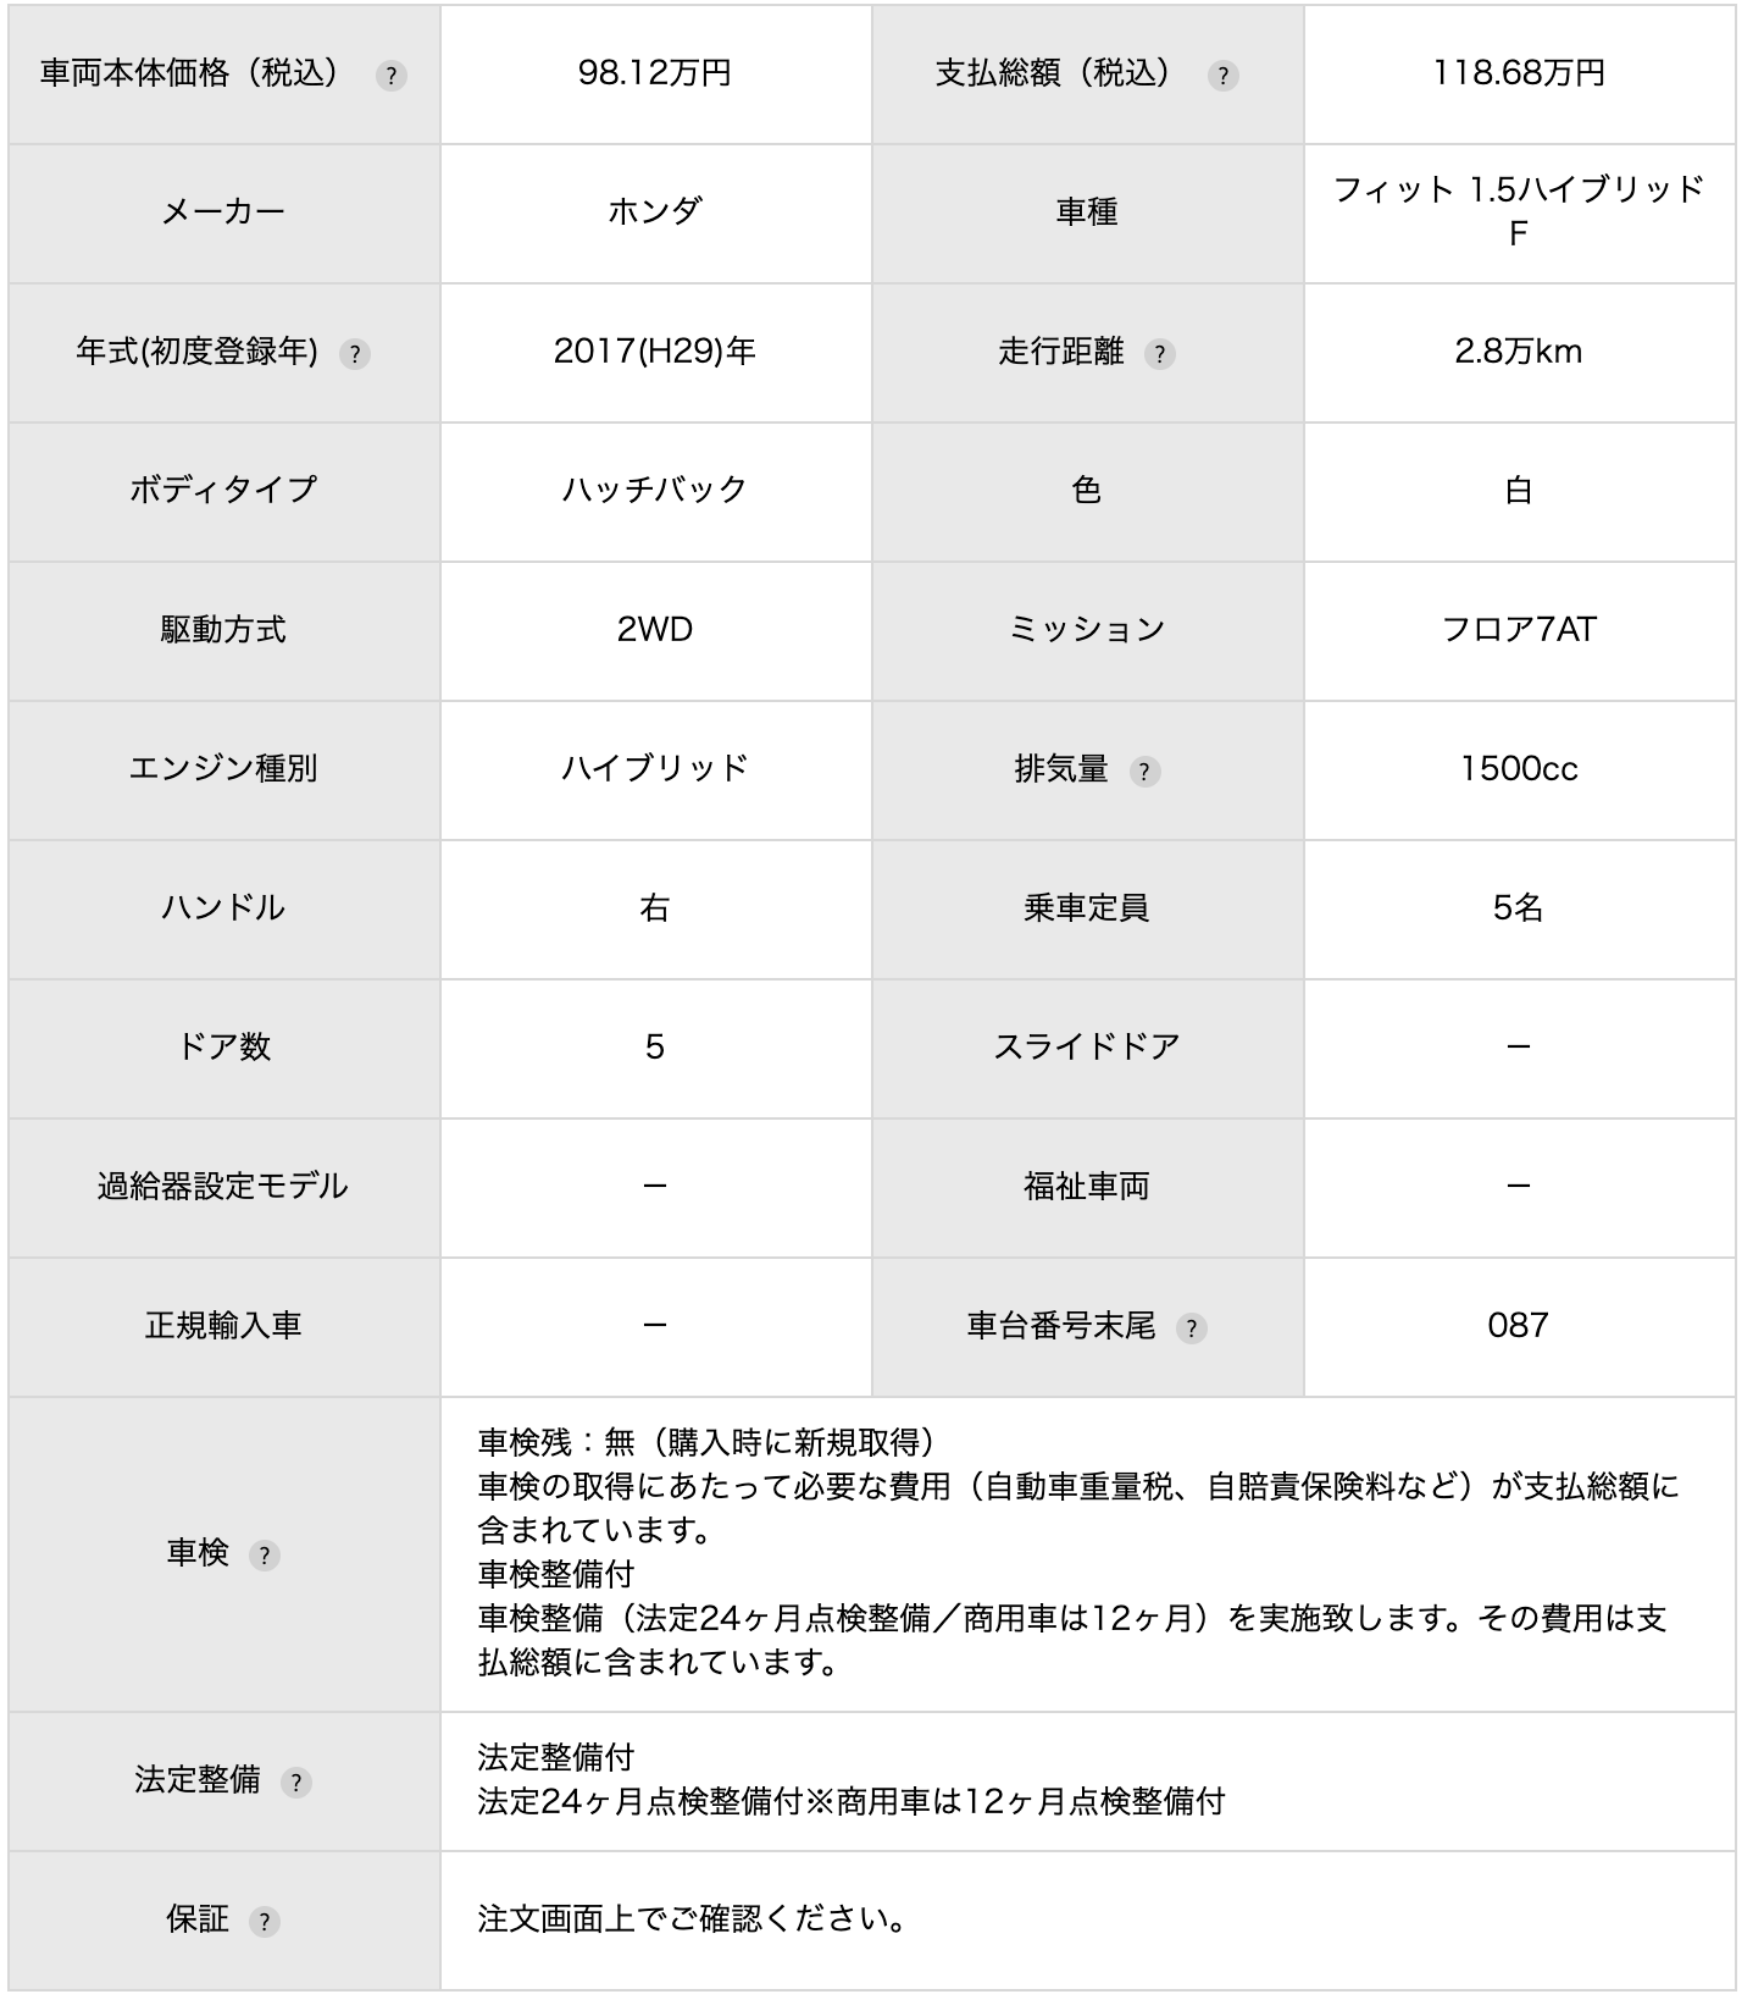 車両本体価格（税込） ?
98.12万円
支払総額（税込） ?
118.68万円
メーカー
ホンダ
車種
フィット 1.5ハイブリッド
F
年式(初度登録年) ?
2017(H29)年
走行距離 ?
2.8万km
ボディタイプ
ハッチバック
色
白
駆動方式
2WD
ミッション
フロア7AT
エンジン種別
ハイブリッド
排気量 ?
1500cc
ハンドル
右
乗車定員
5名
ドア数
5
スライドドア
－
過給器設定モデル
－
福祉車両
－
正規輸入車
－
車台番号末尾 ?
087
車検 ?
車検残：無（購入時に新規取得）
車検の取得にあたって必要な費用（自動車重量税、自賠責保険料など）が支払総額に
含まれています。
車検整備付
車検整備（法定24ヶ月点検整備／商用車は12ヶ月）を実施致します。その費用は支
払総額に含まれています。
法定整備 ?
法定整備付
法定24ヶ月点検整備付※商用車は12ヶ月点検整備付
保証 ?
注文画面上でご確認ください。